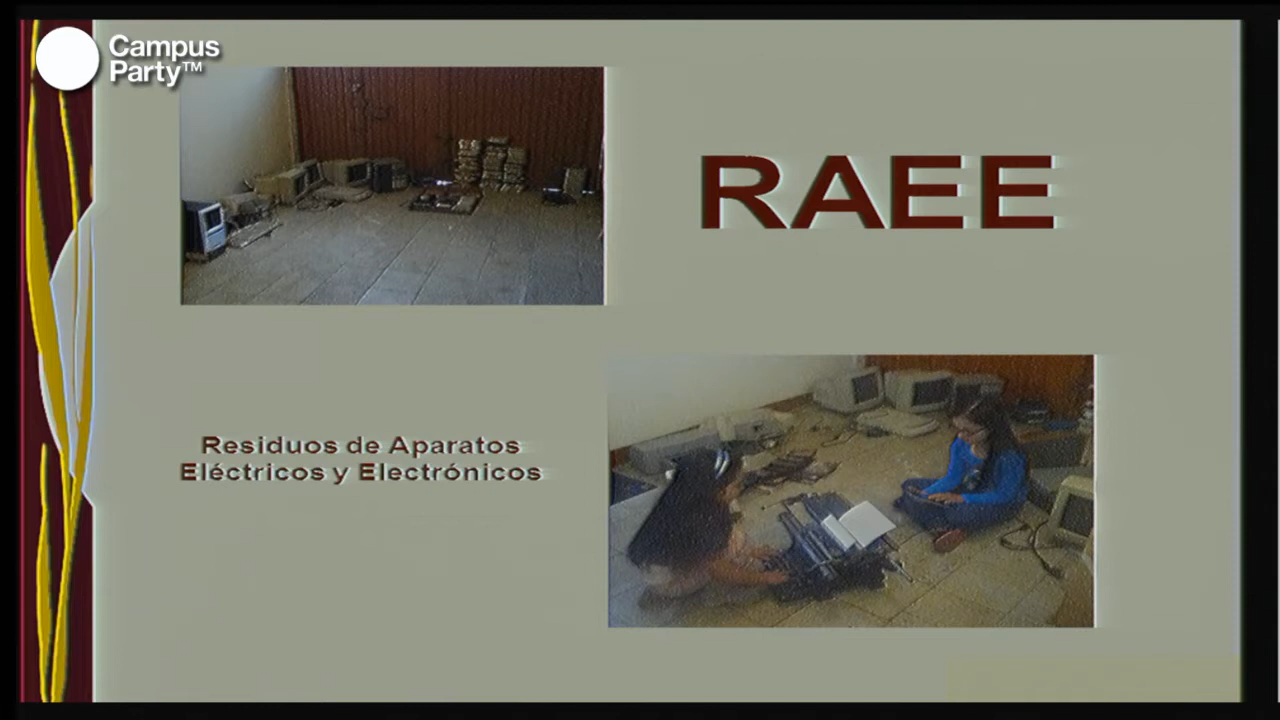 Campus
Party™
RAEE
Residuos de Aparatos
Eléctricos y Electrónicos